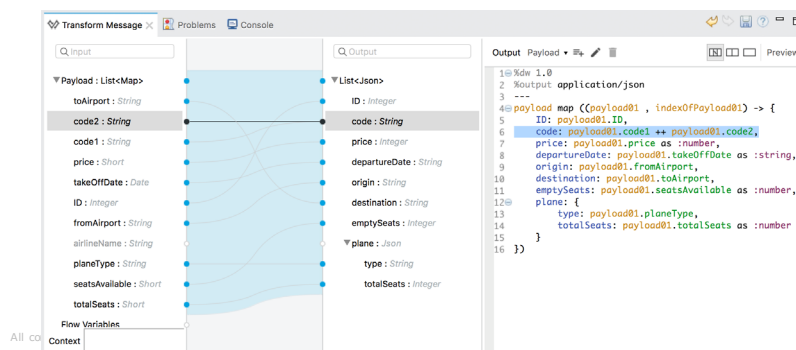 Transform Message
Problems
Console
Input
Output
Output Payload
Preview
Payload : List<Map>
toAirport : String
code2 : String
code1 : String
price : Short
takeOffDate : Date
ID : Integer
fromAirport : String
airlineName : String
planeType : String
seatsAvailable : Short
totalSeats : Short
Flow Variables
Context
All co
List<Json>
ID : Integer
code : String
price : Integer
departureDate : String
origin : String
destination : String
emptySeats : Integer
plane : Json
type : String
totalSeats : Integer
1 %dw 1.0
2 %output application/json
3 ---
4 payload map ((payload01 , indexOfPayload01) -> {
5 ID: payload01.ID,
6 code: payload01.code1 ++ payload01.code2,
7 price: payload01.price as :number,
8 departureDate: payload01.takeOffDate as :string,
9 origin: payload01.fromAirport,
10 destination: payload01.toAirport,
11 emptySeats: payload01.seatsAvailable as :number,
12 plane: {
13 type: payload01.planeType,
14 totalSeats: payload01.totalSeats as :number
15 }
16 })